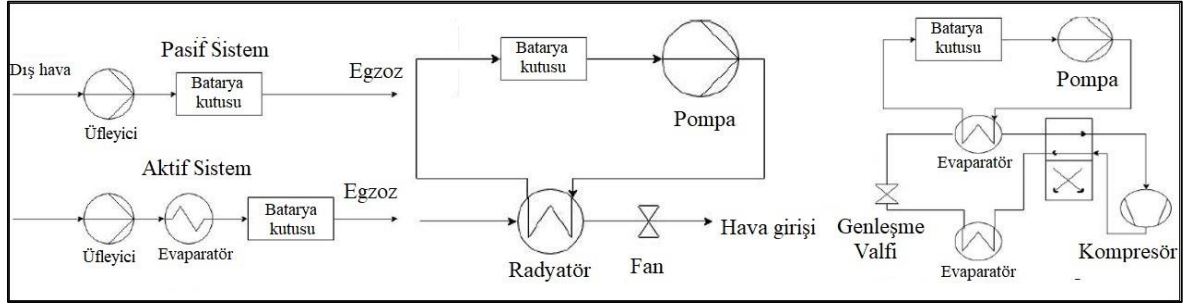 Pasif Sistem
Dış hava
Batarya
kutusu
Egzoz
Üfleyici
Aktif Sistem
Batarya
kutusu
Egzoz
Üfleyici
Evaparatör
Batarya
kutusu
Pompa
Radyatör
Fan
Hava girişi
Batarya
kutusu
Pompa
Evaparatör
Genleşme
Valfi
Evaparatör
Kompresör